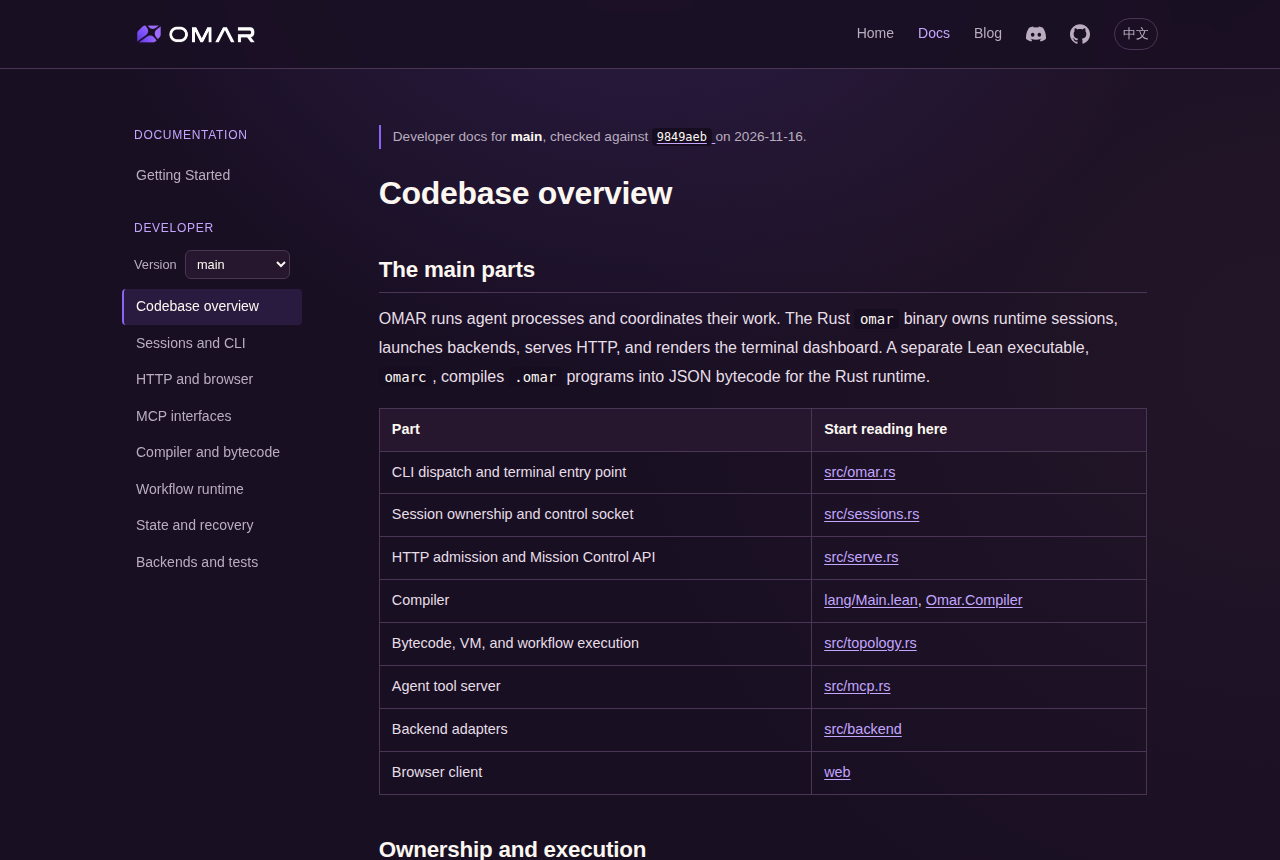 OMAR
Home Docs Blog 中文
DOCUMENTATION
Getting Started
DEVELOPER
Version main
Codebase overview
Sessions and CLI
HTTP and browser
MCP interfaces
Compiler and bytecode
Workflow runtime
State and recovery
Backends and tests
Developer docs for main, checked against 9849aeb on 2026-11-16.
Codebase overview
The main parts
OMAR runs agent processes and coordinates their work. The Rust omar binary owns runtime sessions,
launches backends, serves HTTP, and renders the terminal dashboard. A separate Lean executable,
omarc, compiles .omar programs into JSON bytecode for the Rust runtime.
Part Start reading here
CLI dispatch and terminal entry point src/omar.rs
Session ownership and control socket src/sessions.rs
HTTP admission and Mission Control API src/serve.rs
Compiler lang/Main.lean, Omar.Compiler
Bytecode, VM, and workflow execution src/topology.rs
Agent tool server src/mcp.rs
Backend adapters src/backend
Browser client web
Ownership and execution